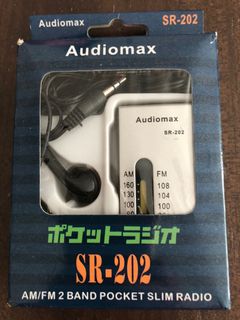 Audiomax SR-202
Audiomax
SR-202
AM FM
160 108
130 104
100 100
ポケットラジオ
SR-202
AM/FM 2 BAND POCKET SLIM RADIO